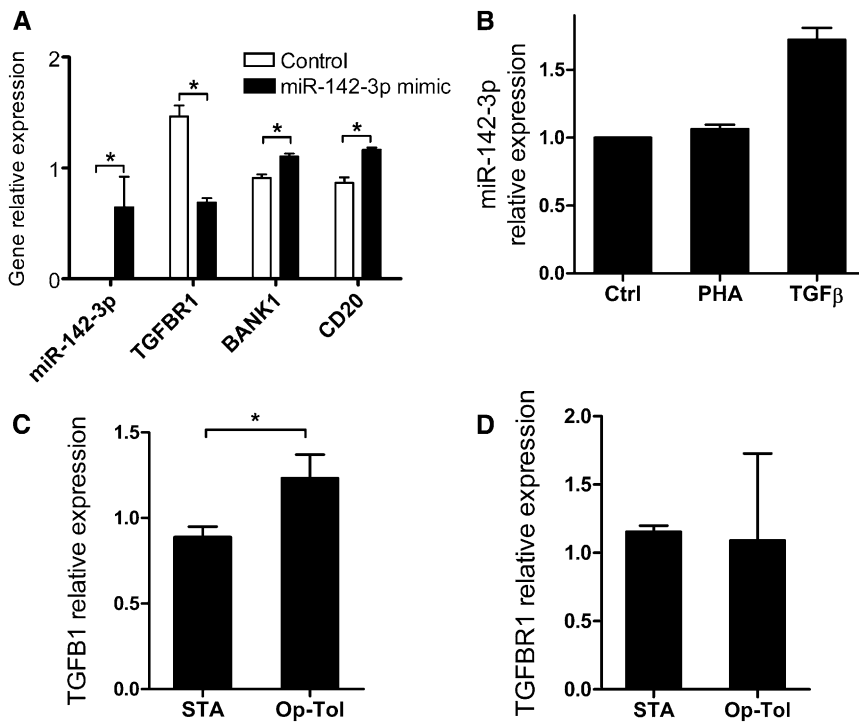 A
Gene relative expression
2
1
0
Control
miR-142-3p mimic
*
*
*
*
miR-142-3p
TGFBR1
BANK1
CD20
B
miR-142-3p
relative expression
1.5
1.0
0.5
0.0
Ctrl
PHA
TGFβ
C
TGFB1 relative expression
1.5
1.0
0.5
0.0
*
STA
Op-Tol
D
TGFBR1 relative expression
2.0
1.5
1.0
0.5
0.0
STA
Op-Tol